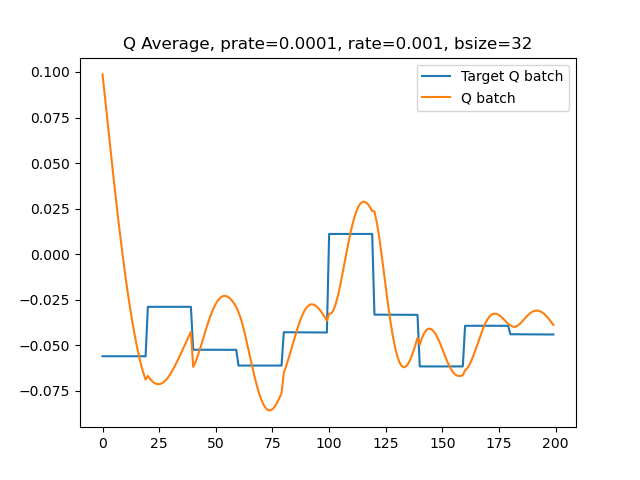 Q Average, prate=0.0001, rate=0.001, bsize=32
Target Q batch
Q batch
0.100
0.075
0.050
0.025
0.000
−0.025
−0.050
−0.075
0 25 50 75 100 125 150 175 200